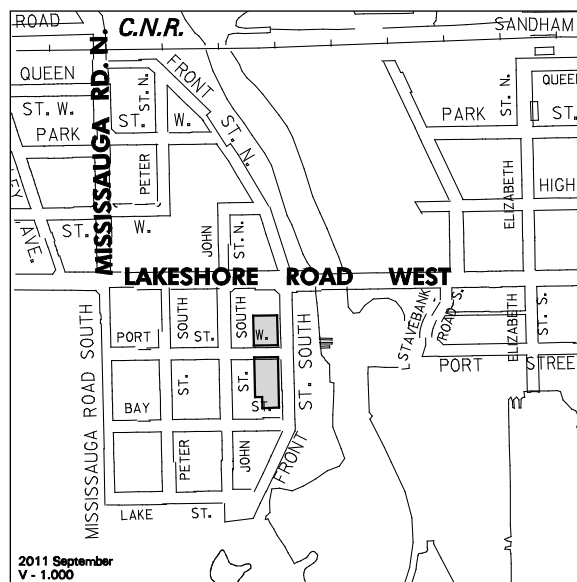 ROAD
C.N.R.
SANDHAM
MISSISSAUGA RD. N.
QUEEN
ST. W.
PARK
ST. N.
ST.
W.
FRONT
ST. N.
PETER
ST. N.
QUEEN
PARK
ST.
ELIZABETH
HIGH
AVE.
ST.
W.
JOHN
ST. N.
LAKESHORE ROAD WEST
MISSISSAUGA ROAD SOUTH
PORT
SOUTH
ST.
SOUTH
W.
ST. SOUTH
STAVEBANK
ROAD S.
ELIZABETH
ST. S.
PORT
STREE
BAY
ST.
ST.
ST.
PETER
JOHN
FRONT
LAKE
ST.
2011 September
V - 1.000